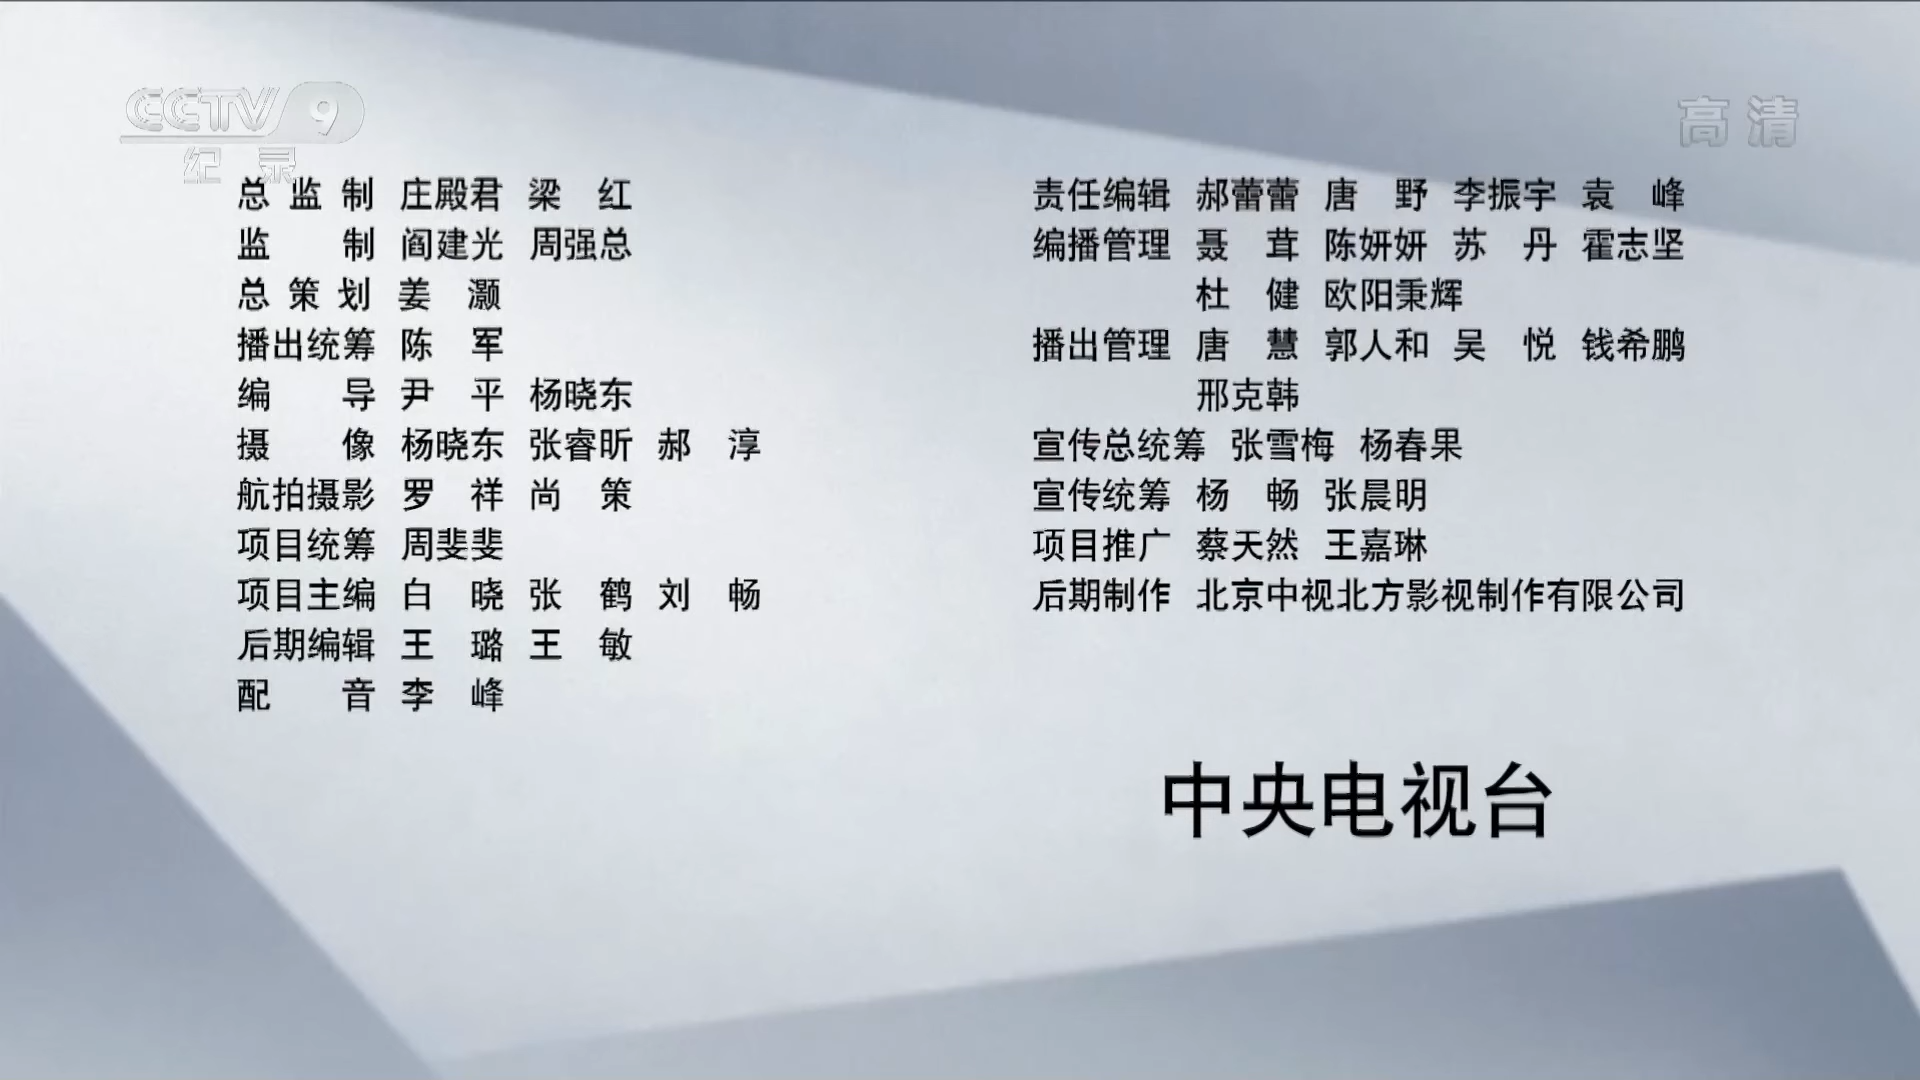 CCTV 9
纪录
高清
总监制 庄殿君 梁红
监制 阎建光 周强总
总策划 姜灏
播出统筹 陈军
编导 尹平 杨晓东
摄像 杨晓东 张睿昕 郝淳
航拍摄影 罗祥 尚策
项目统筹 周斐斐
项目主编 白晓 张鹤 刘畅
后期编辑 王璐 王敏
配音 李峰
责任编辑 郝蕾蕾 唐野 李振宇 袁峰
编播管理 聂茸 陈妍妍 苏丹 霍志坚
杜健 欧阳秉辉
播出管理 唐慧 郭人和 吴悦 钱希鹏
邢克韩
宣传总统筹 张雪梅 杨春果
宣传统筹 杨畅 张晨明
项目推广 蔡天然 王嘉琳
后期制作 北京中视北方影视制作有限公司
中央电视台